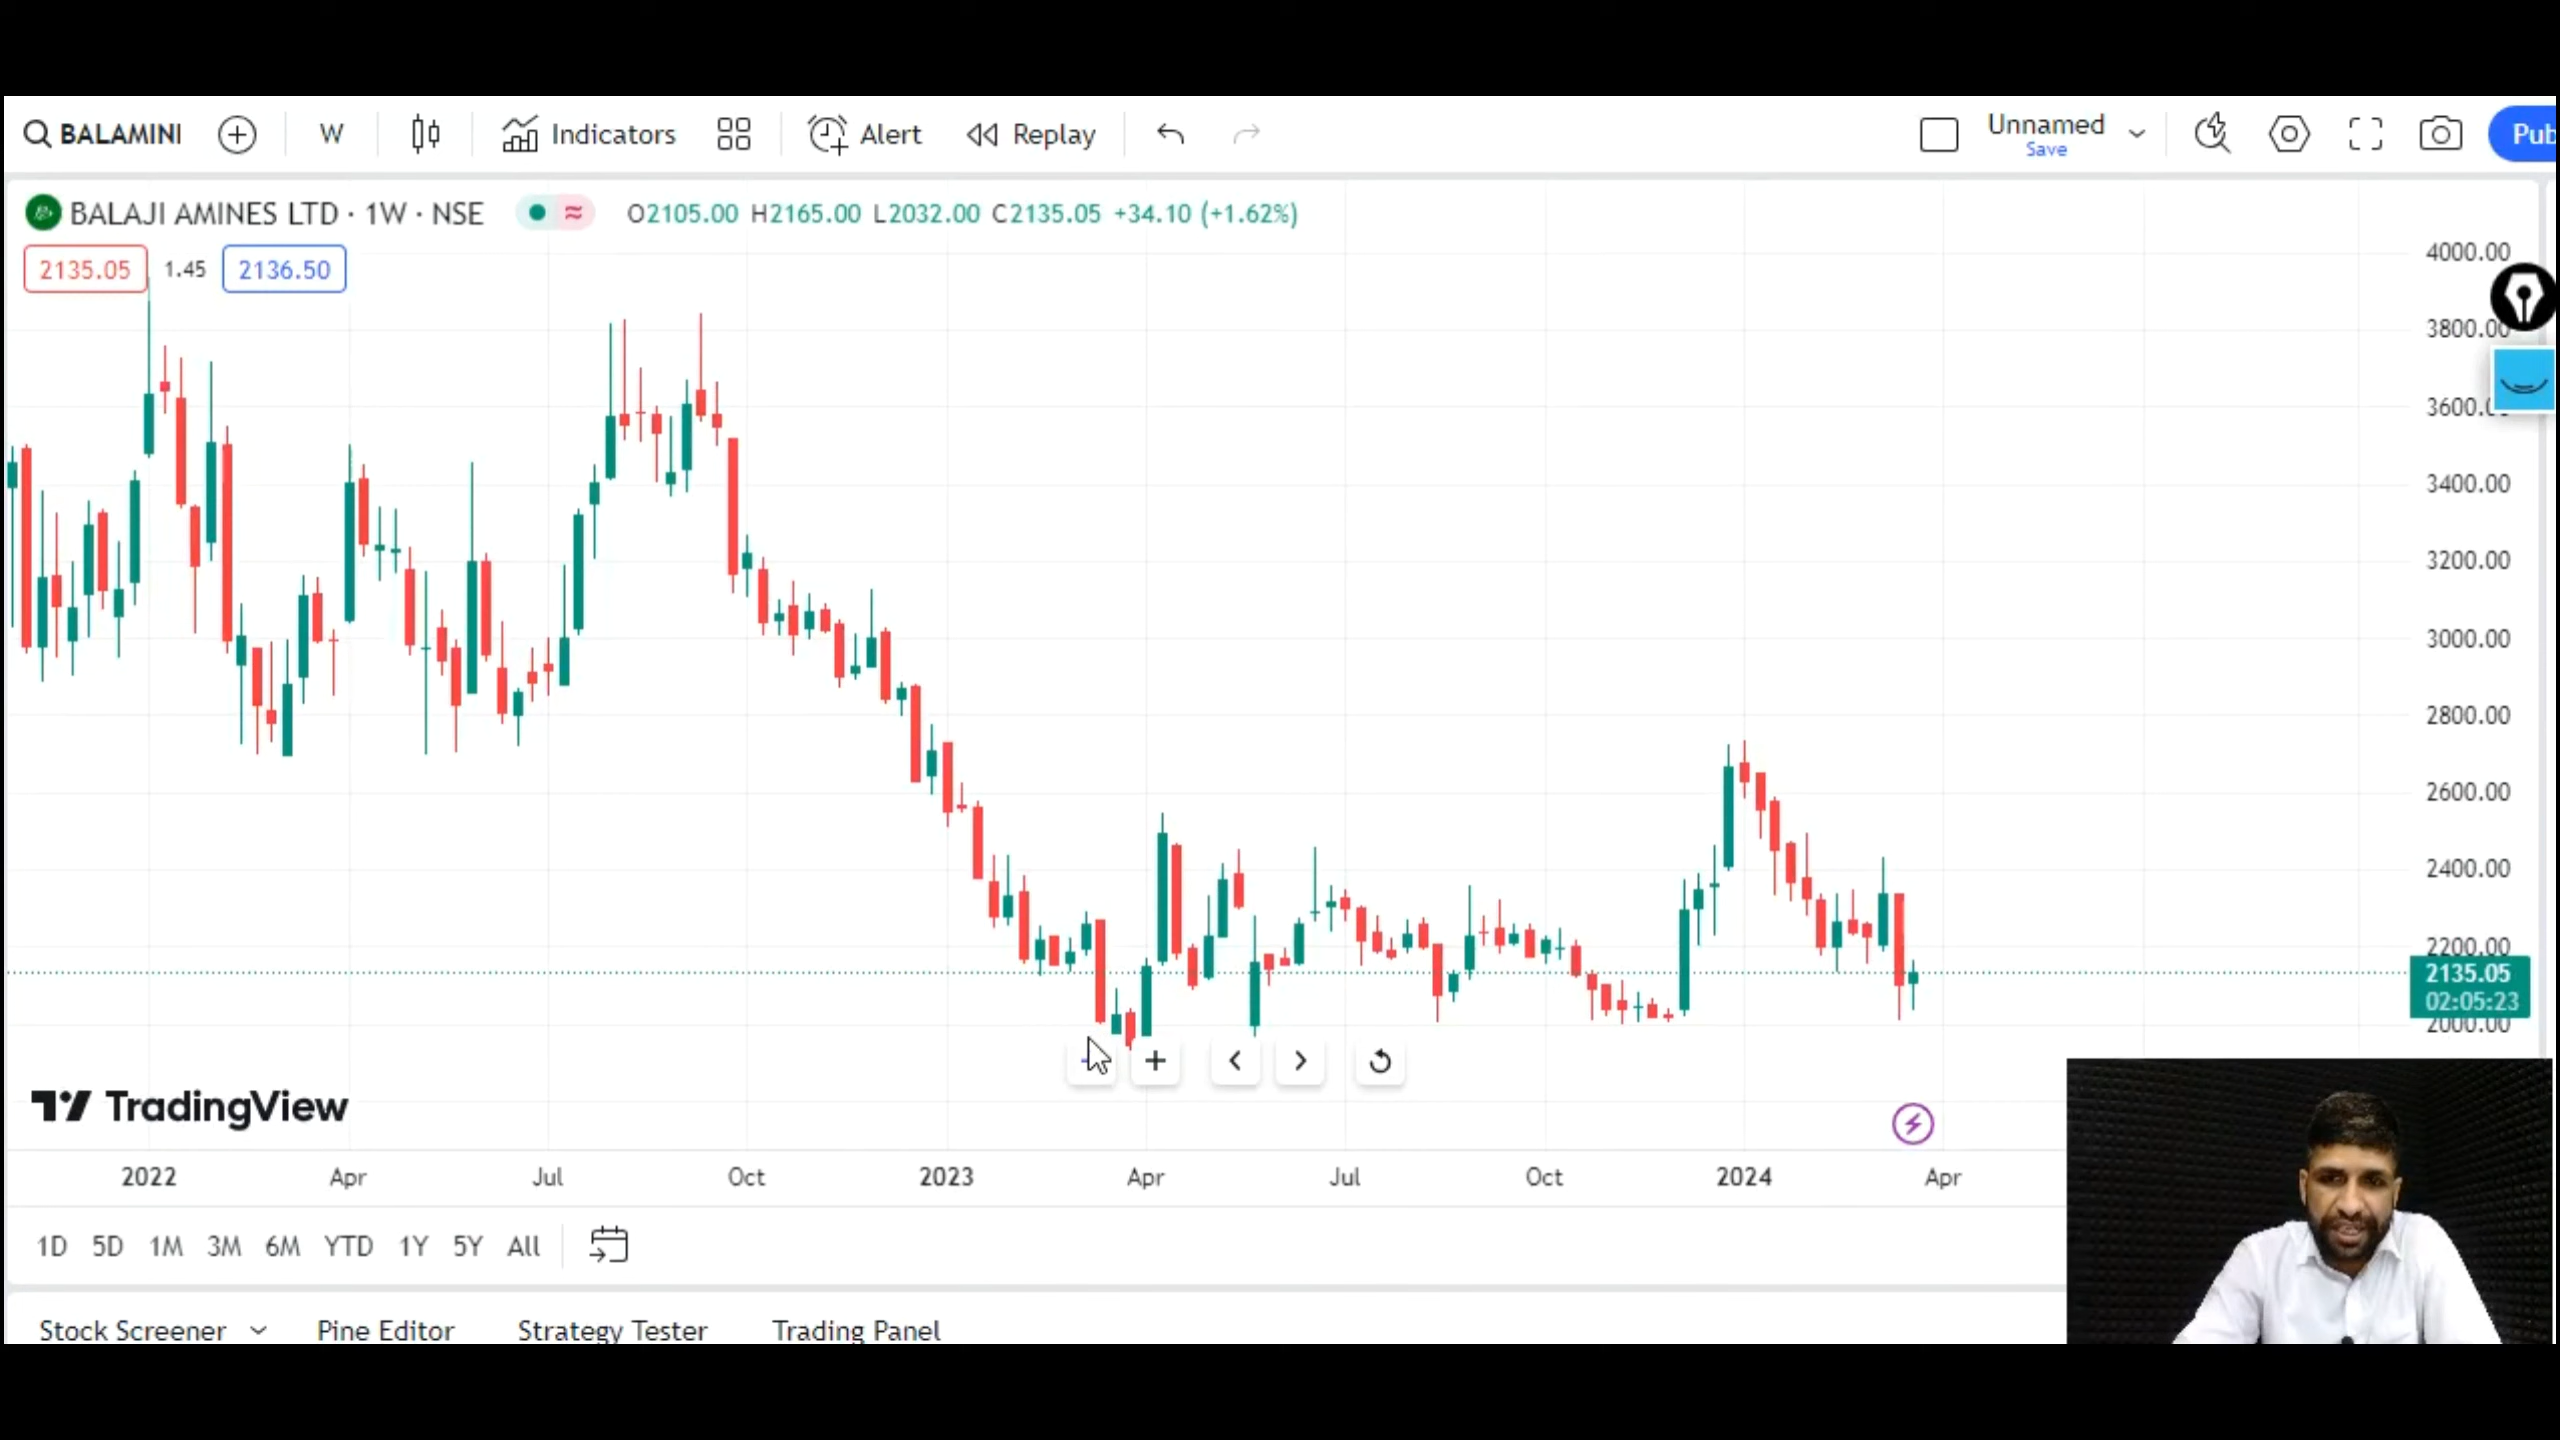 BALAMINI W Indicators Alert Replay Unnamed
Save
Pub
BALAJI AMINES LTD · 1W · NSE O2105.00 H2165.00 L2032.00 C2135.05 +34.10 (+1.62%)
2135.05 1.45 2136.50
4000.00
3800.00
3600.0
3400.00
3200.00
3000.00
2800.00
2600.00
2400.00
2200.00
2135.05
02:05:23
2000.00
TradingView
2022 Apr Jul Oct 2023 Apr Jul Oct 2024 Apr
1D 5D 1M 3M 6M YTD 1Y 5Y All
Stock Screener Pine Editor Strategy Tester Trading Panel